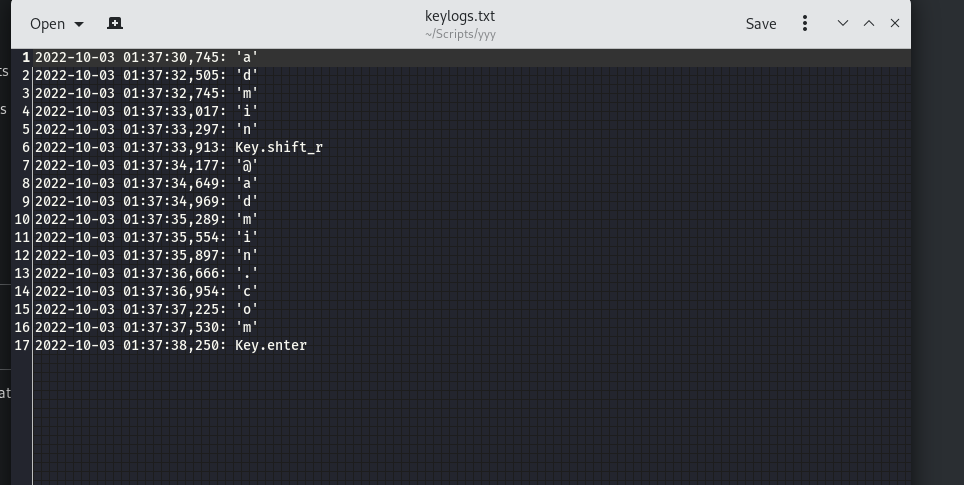 Open
keylogs.txt
~/Scripts/yyy
Save
ts
s
at
1 2022-10-03 01:37:30,745: 'a'
2 2022-10-03 01:37:32,505: 'd'
3 2022-10-03 01:37:32,745: 'm'
4 2022-10-03 01:37:33,017: 'i'
5 2022-10-03 01:37:33,297: 'n'
6 2022-10-03 01:37:33,913: Key.shift_r
7 2022-10-03 01:37:34,177: '@'
8 2022-10-03 01:37:34,649: 'a'
9 2022-10-03 01:37:34,969: 'd'
10 2022-10-03 01:37:35,289: 'm'
11 2022-10-03 01:37:35,554: 'i'
12 2022-10-03 01:37:35,897: 'n'
13 2022-10-03 01:37:36,666: '.'
14 2022-10-03 01:37:36,954: 'c'
15 2022-10-03 01:37:37,225: 'o'
16 2022-10-03 01:37:37,530: 'm'
17 2022-10-03 01:37:38,250: Key.enter